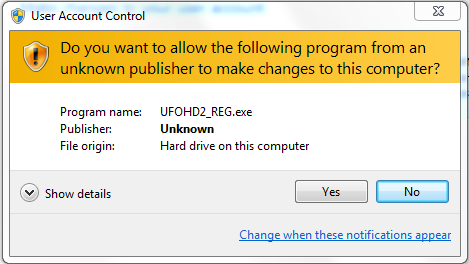 User Account Control
Do you want to allow the following program from an
unknown publisher to make changes to this computer?
Program name: UFOHD2_REG.exe
Publisher: Unknown
File origin: Hard drive on this computer
Show details
Yes
No
Change when these notifications appear